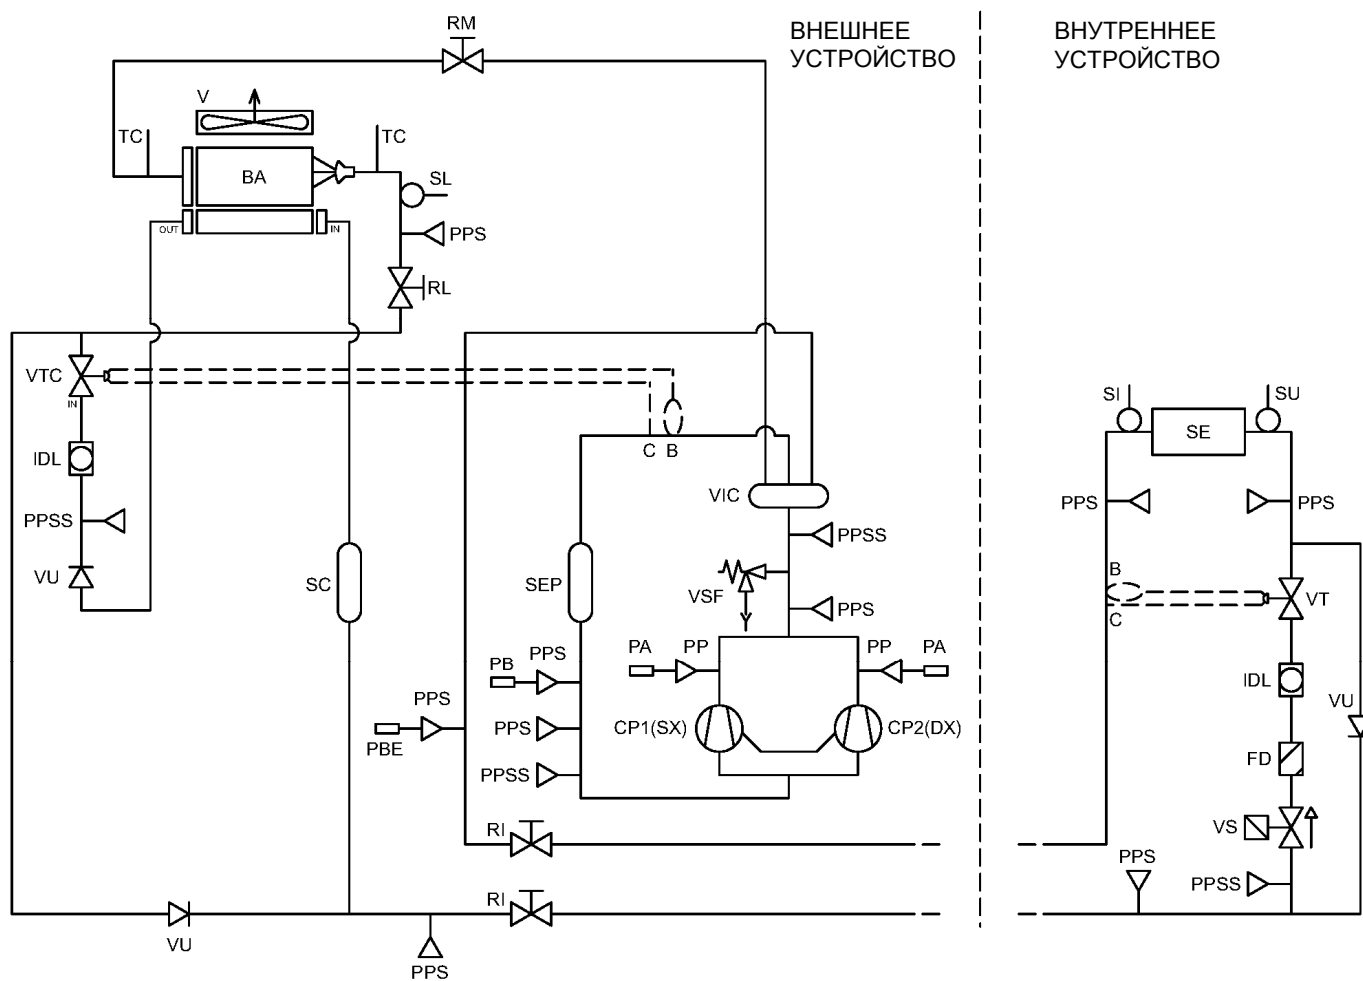 RM
ВНЕШНЕЕ
УСТРОЙСТВО
ВНУТРЕННЕЕ
УСТРОЙСТВО
V
TC
TC
BA
SL
OUT
IN
PPS
RL
VTC
IN
C B
SI
SU
SE
IDL
VIC
PPS
PPS
PPSS
PPSS
VU
SC
SEP
VSF
PPS
B
C
VT
PB
PPS
PA
PP
PP
PA
IDL
VU
PPS
PBE
PPS
CP1(SX)
CP2(DX)
PPSS
FD
RI
VS
PPS
PPSS
RI
VU
PPS